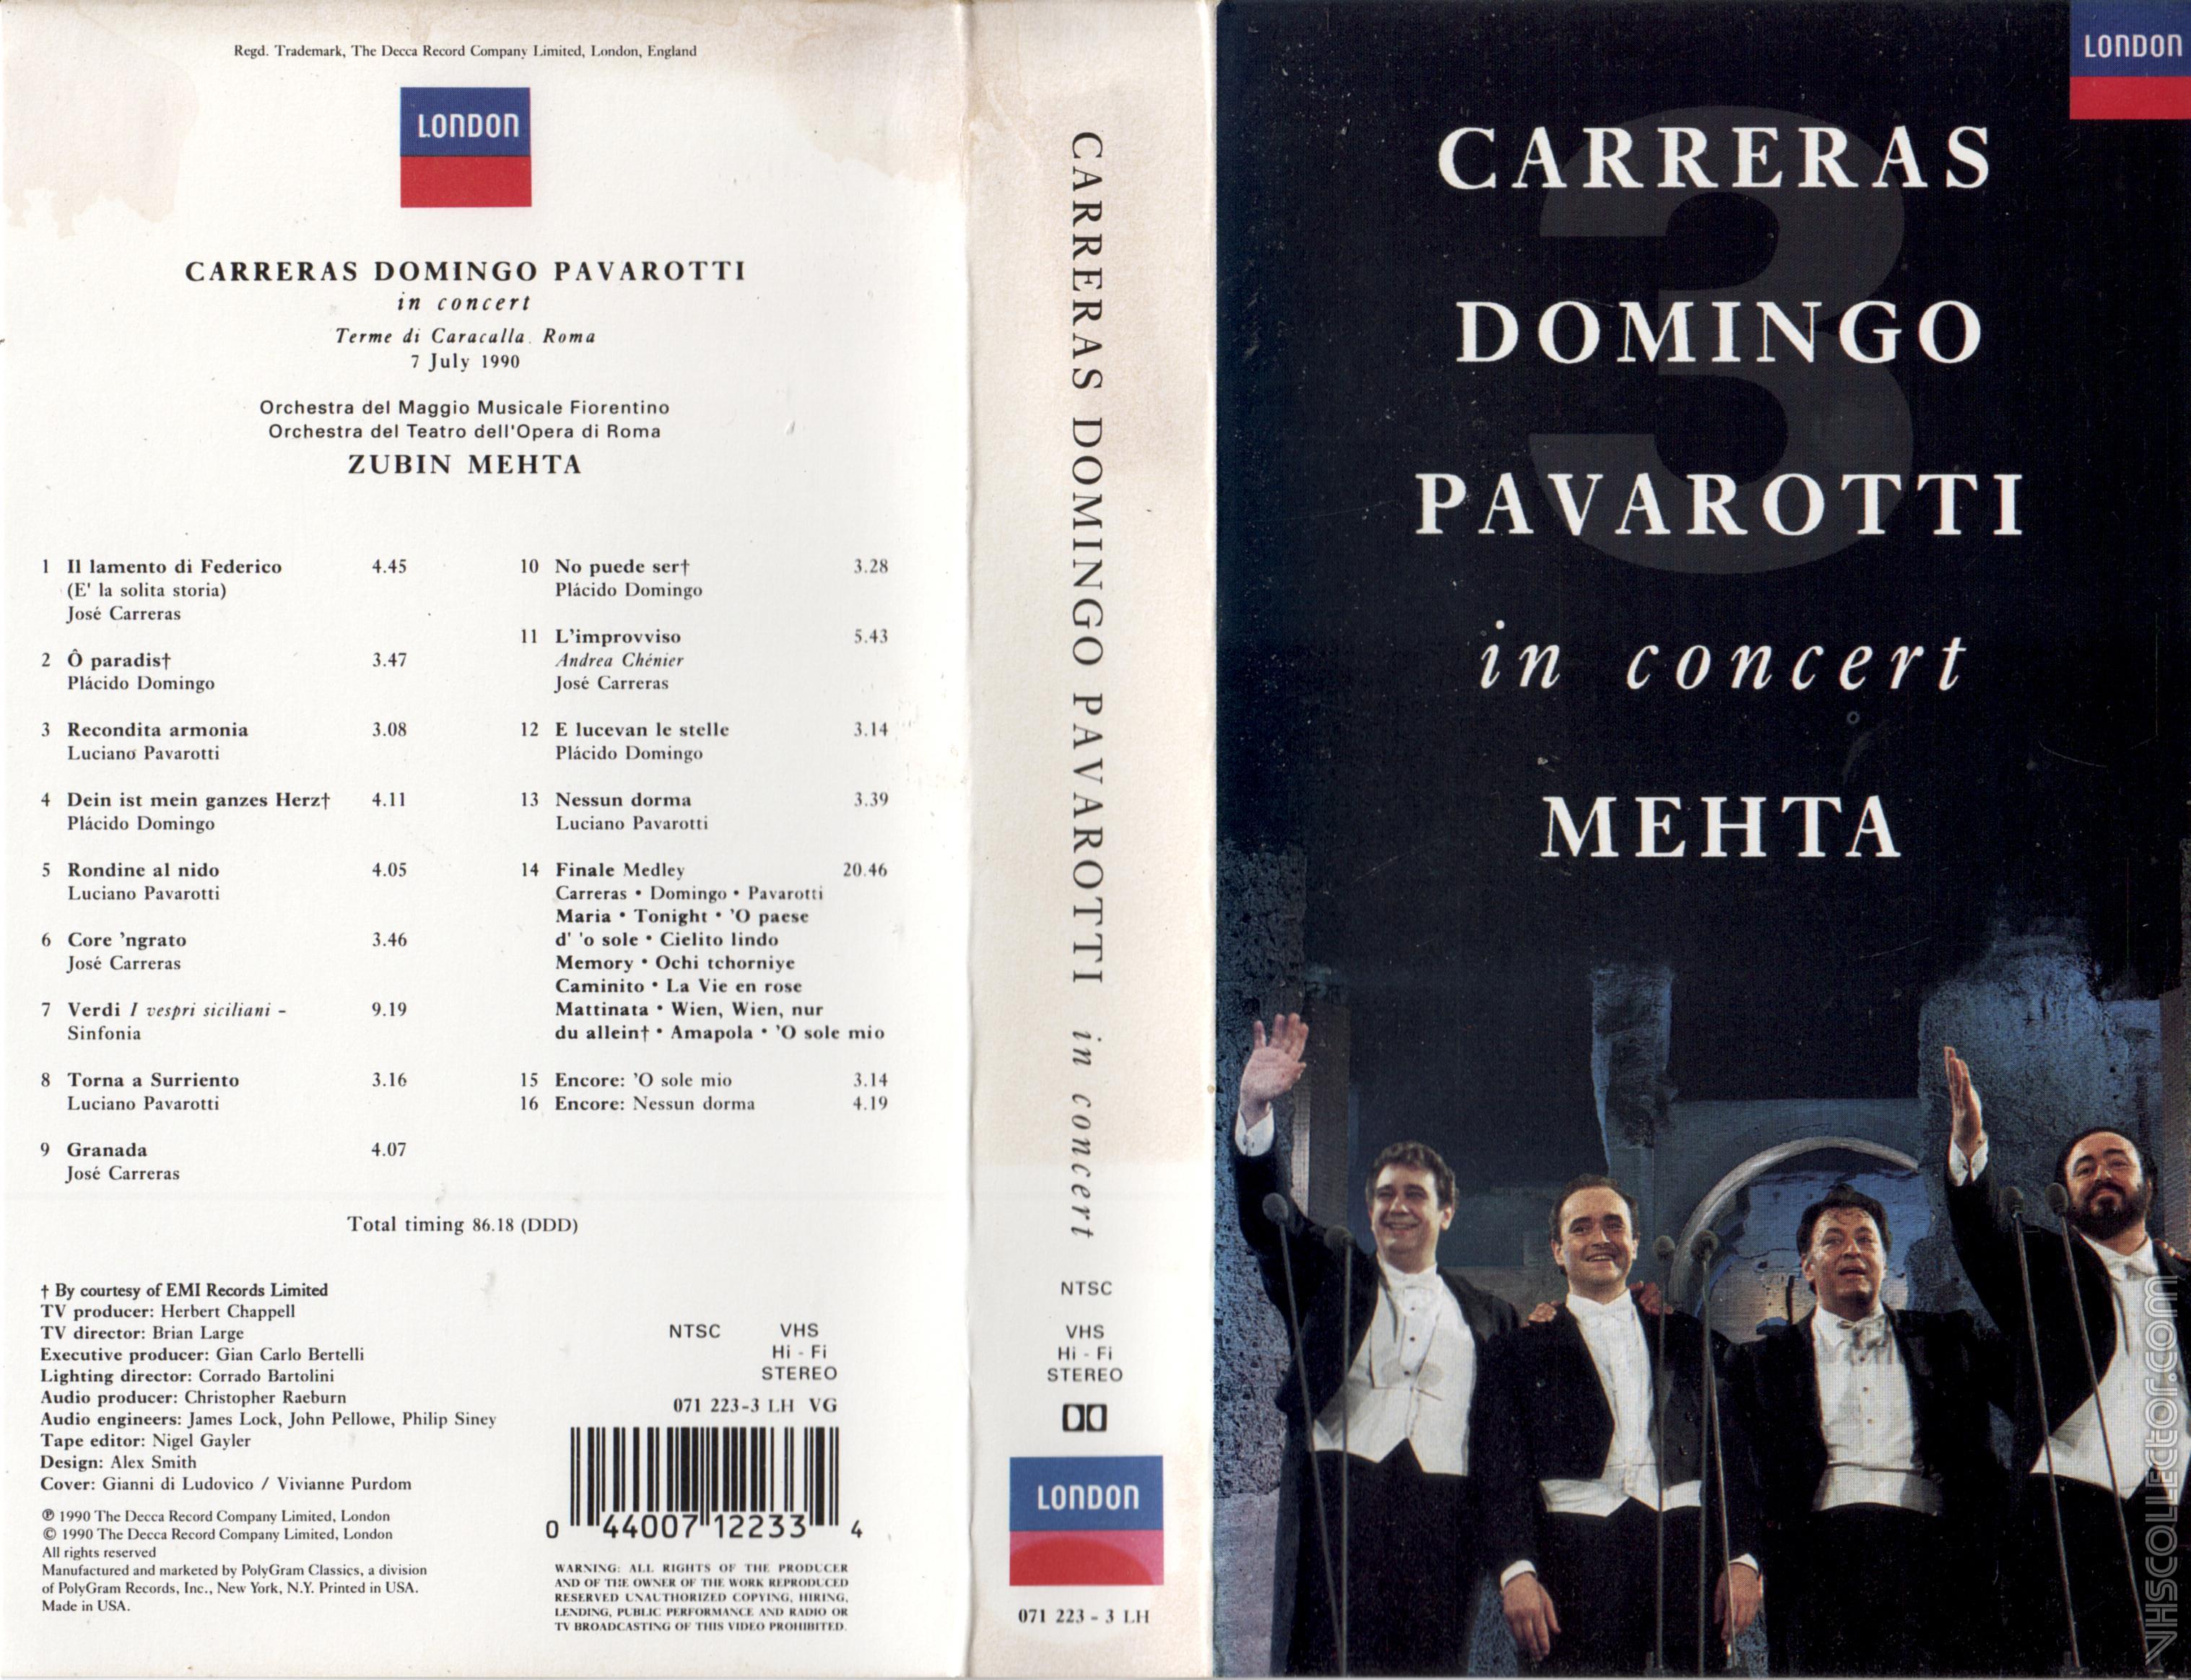 Regd. Trademark, The Decca Record Company Limited, London, England
LONDON
CARRERAS DOMINGO PAVAROTTI
in concert
Terme di Caracalla. Roma
7 July 1990
Orchestra del Maggio Musicale Fiorentino
Orchestra del Teatro dell'Opera di Roma
ZUBIN MEHTA
1 Il lamento di Federico 4.45
(E' la solita storia)
José Carreras
2 Ô paradis† 3.47
Plácido Domingo
3 Recondita armonia 3.08
Luciano Pavarotti
4 Dein ist mein ganzes Herz† 4.11
Plácido Domingo
5 Rondine al nido 4.05
Luciano Pavarotti
6 Core 'ngrato 3.46
José Carreras
7 Verdi I vespri siciliani – 9.19
Sinfonia
8 Torna a Surriento 3.16
Luciano Pavarotti
9 Granada 4.07
José Carreras
10 No puede ser† 3.28
Plácido Domingo
11 L'improvviso 5.43
Andrea Chénier
José Carreras
12 E lucevan le stelle 3.14
Plácido Domingo
13 Nessun dorma 3.39
Luciano Pavarotti
14 Finale Medley 20.46
Carreras • Domingo • Pavarotti
Maria • Tonight • 'O paese
d' 'o sole • Cielito lindo
Memory • Ochi tchorniye
Caminito • La Vie en rose
Mattinata • Wien, Wien, nur
du allein† • Amapola • 'O sole mio
15 Encore: 'O sole mio 3.14
16 Encore: Nessun dorma 4.19
Total timing 86.18 (DDD)
† By courtesy of EMI Records Limited
TV producer: Herbert Chappell
TV director: Brian Large
Executive producer: Gian Carlo Bertelli
Lighting director: Corrado Bartolini
Audio producer: Christopher Raeburn
Audio engineers: James Lock, John Pellowe, Philip Siney
Tape editor: Nigel Gayler
Design: Alex Smith
Cover: Gianni di Ludovico / Vivianne Purdom
℗ 1990 The Decca Record Company Limited, London
© 1990 The Decca Record Company Limited, London
All rights reserved
Manufactured and marketed by PolyGram Classics, a division
of PolyGram Records, Inc., New York, N.Y. Printed in USA.
Made in USA.
NTSC VHS
Hi - Fi
STEREO
071 223-3 LH VG
0 44007 12233 4
WARNING: ALL RIGHTS OF THE PRODUCER
AND OF THE OWNER OF THE WORK REPRODUCED
RESERVED UNAUTHORIZED COPYING, HIRING,
LENDING, PUBLIC PERFORMANCE AND RADIO OR
TV BROADCASTING OF THIS VIDEO PROHIBITED.
CARRERAS DOMINGO PAVAROTTI in concert
NTSC
VHS
Hi - Fi
STEREO
LONDON
071 223 - 3 LH
LONDON
3
CARRERAS
DOMINGO
PAVAROTTI
in concert
MEHTA
VHSCOLLECTOR.COM